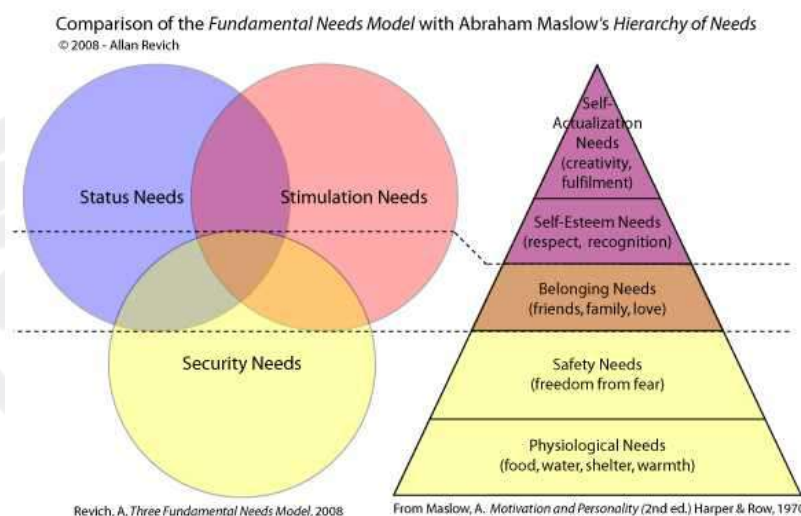 Comparison of the Fundamental Needs Model with Abraham Maslow's Hierarchy of Needs
© 2008 - Allan Revich
Status Needs
Stimulation Needs
Security Needs
Self-
Actualization
Needs
(creativity,
fulfilment)
Self-Esteem Needs
(respect, recognition)
Belonging Needs
(friends, family, love)
Safety Needs
(freedom from fear)
Physiological Needs
(food, water, shelter, warmth)
Revich, A. Three Fundamental Needs Model, 2008
From Maslow, A. Motivation and Personality (2nd ed.) Harper & Row, 1970